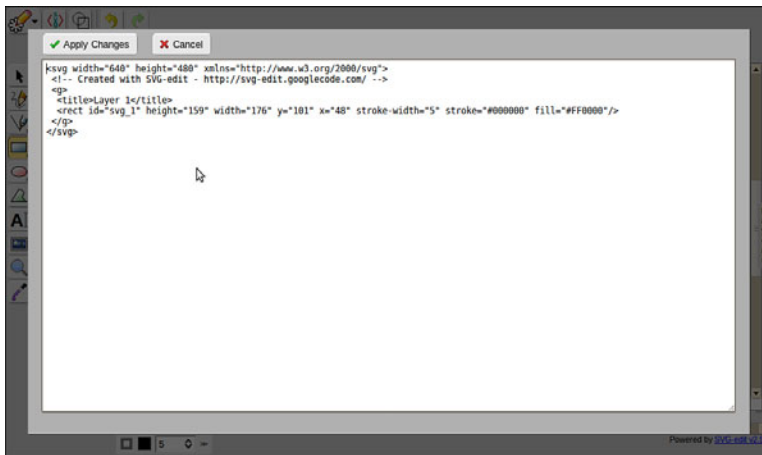 Apply Changes
Cancel
<svg width="640" height="480" xmlns="http://www.w3.org/2000/svg">
<!-- Created with SVG-edit - http://svg-edit.googlecode.com/ -->
<g>
<title>Layer 1</title>
<rect id="svg_1" height="159" width="176" y="101" x="48" stroke-width="5" stroke="#000000" fill="#FF0000"/>
</g>
</svg>
A
5
Powered by SVG-edit